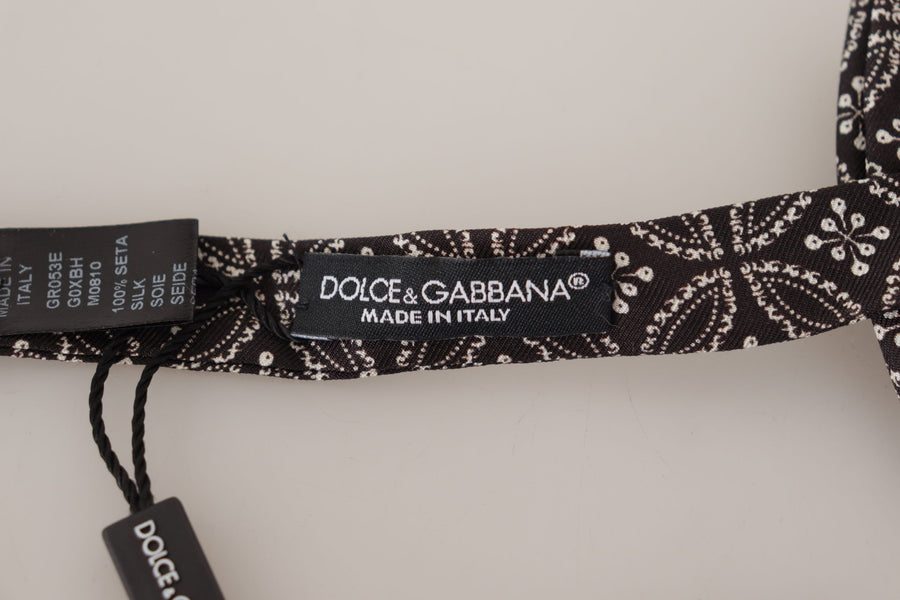 MADE IN
ITALY
GR053E
G0XBH
M0810
100% SETA
SILK
SOIE
SEIDE
DOLCE & GABBANA®
MADE IN ITALY
DOLCE & G